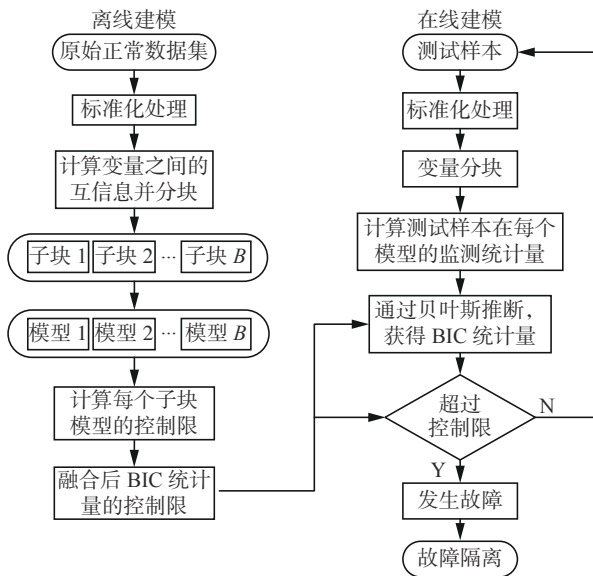 离线建模
原始正常数据集
标准化处理
计算变量之间的
互信息并分块
子块 1 子块 2 ··· 子块 B
模型 1 模型 2 ··· 模型 B
计算每个子块
模型的控制限
融合后 BIC 统计
量的控制限
在线建模
测试样本
标准化处理
变量分块
计算测试样本在每个
模型的监测统计量
通过贝叶斯推断,
获得 BIC 统计量
超过
控制限
N
Y
发生故障
故障隔离